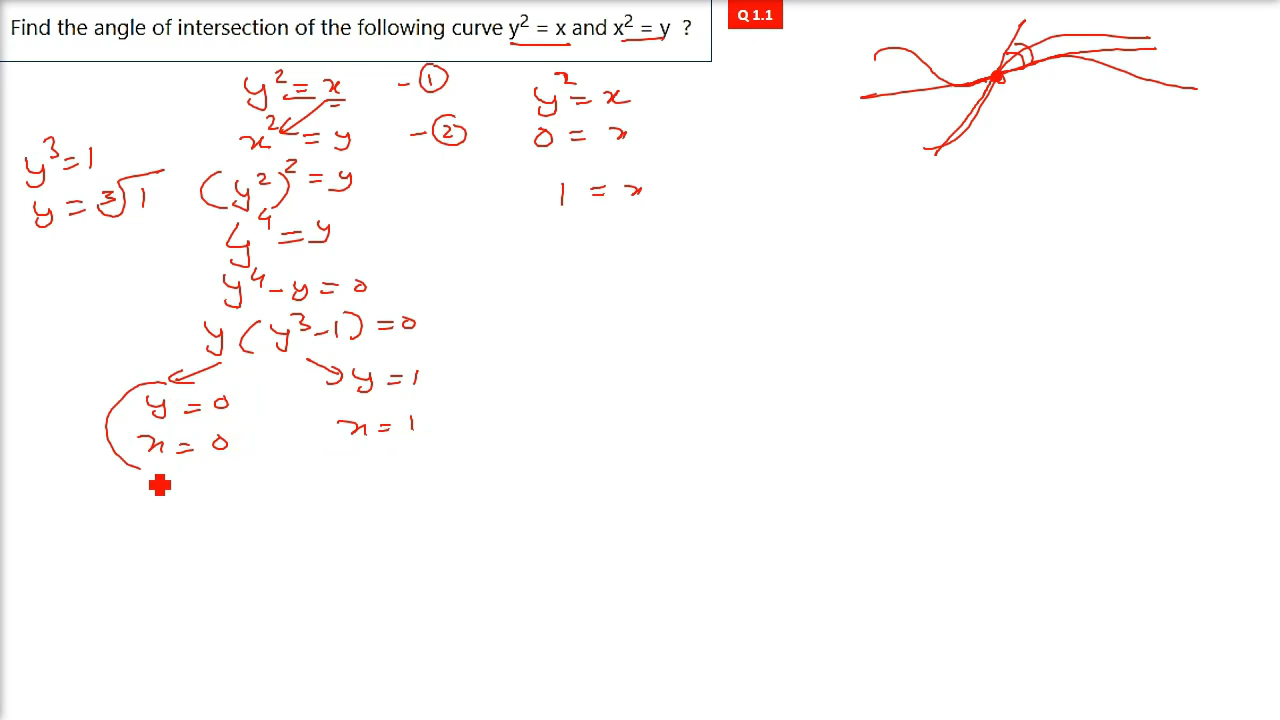 Find the angle of intersection of the following curve y² = x and x² = y ?
Q 1.1
y² = x - ①
x² = y - ②
(y²)² = y
y⁴ = y
y⁴ - y = 0
y (y³ - 1) = 0
y = 0
x = 0
y = 1
x = 1
y³ = 1
y = ∛1
y² = x
0 = x
1 = x